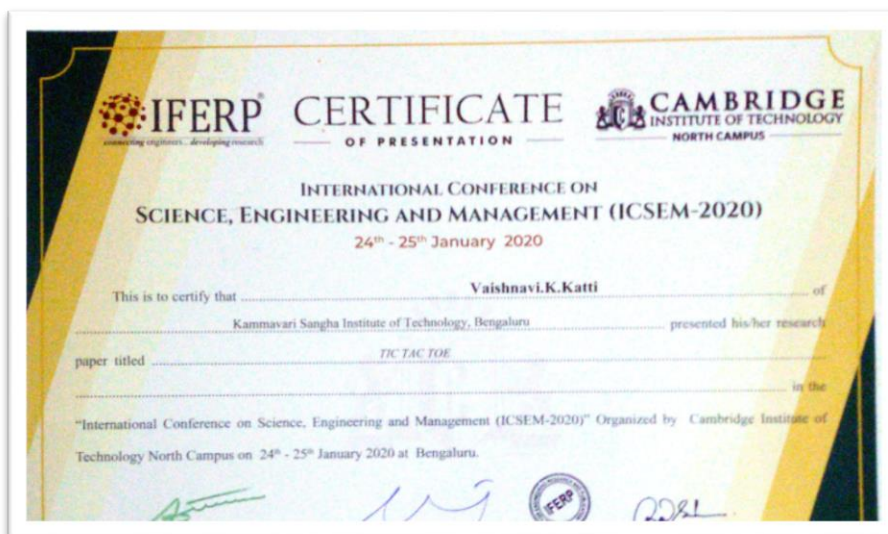 IFERP®
connecting engineers... developing research
CERTIFICATE
OF PRESENTATION
CAMBRIDGE
INSTITUTE OF TECHNOLOGY
NORTH CAMPUS
INTERNATIONAL CONFERENCE ON
SCIENCE, ENGINEERING AND MANAGEMENT (ICSEM-2020)
24th - 25th January 2020
This is to certify that Vaishnavi.K.Katti of
Kammavari Sangha Institute of Technology, Bengaluru presented his/her research
paper titled TIC TAC TOE
in the
“International Conference on Science, Engineering and Management (ICSEM-2020)” Organized by Cambridge Institute of
Technology North Campus on 24th - 25th January 2020 at Bengaluru.
IFERP